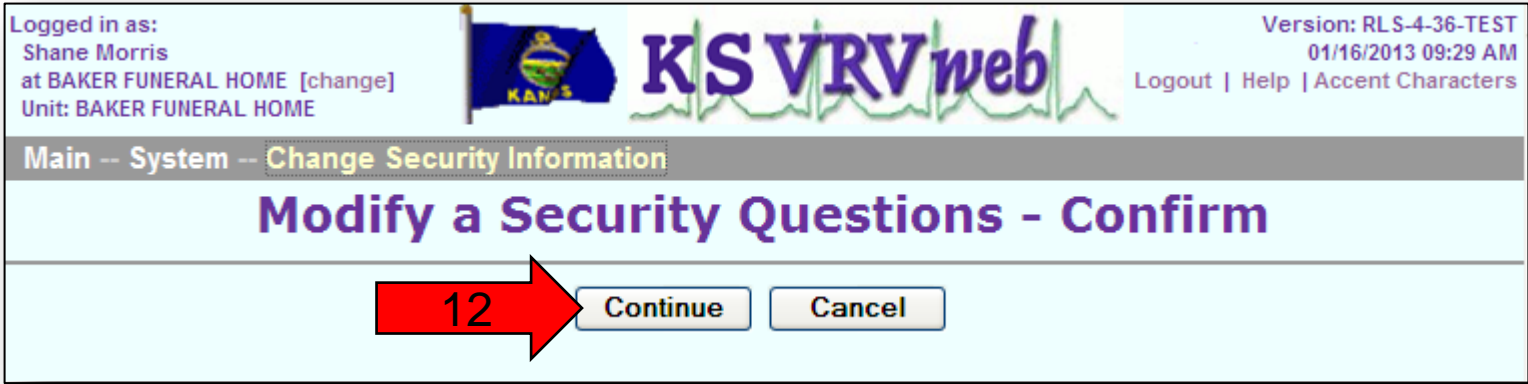 Logged in as:
Shane Morris
at BAKER FUNERAL HOME [change]
Unit: BAKER FUNERAL HOME
KANSAS
KS VRVweb
Version: RLS-4-36-TEST
01/16/2013 09:29 AM
Logout | Help | Accent Characters
Main -- System -- Change Security Information
Modify a Security Questions - Confirm
12
Continue Cancel